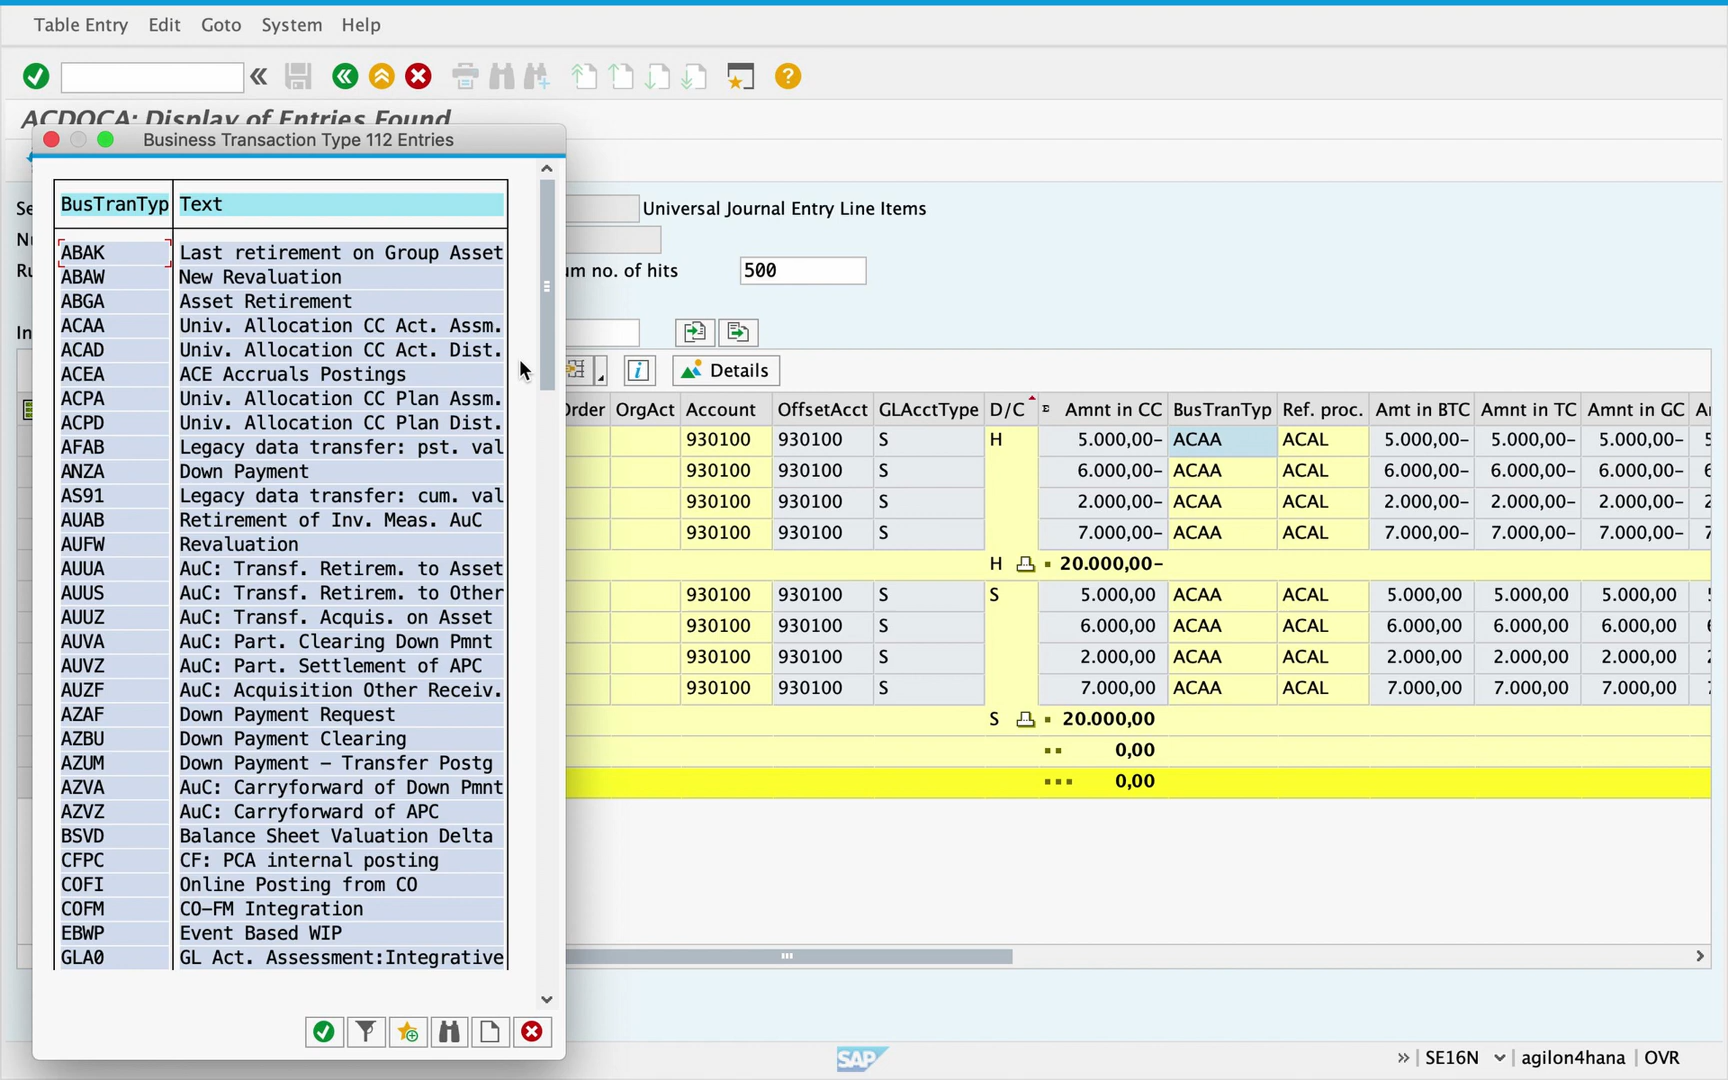 Table Entry Edit Goto System Help
ACDOCA: Display of Entries Found
Business Transaction Type 112 Entries
BusTranTyp Text
ABAK Last retirement on Group Asset
ABAW New Revaluation
ABGA Asset Retirement
ACAA Univ. Allocation CC Act. Assm.
ACAD Univ. Allocation CC Act. Dist.
ACEA ACE Accruals Postings
ACPA Univ. Allocation CC Plan Assm.
ACPD Univ. Allocation CC Plan Dist.
AFAB Legacy data transfer: pst. val
ANZA Down Payment
AS91 Legacy data transfer: cum. val
AUAB Retirement of Inv. Meas. AuC
AUFW Revaluation
AUUA AuC: Transf. Retirem. to Asset
AUUS AuC: Transf. Retirem. to Other
AUUZ AuC: Transf. Acquis. on Asset
AUVA AuC: Part. Clearing Down Pmnt
AUVZ AuC: Part. Settlement of APC
AUZF AuC: Acquisition Other Receiv.
AZAF Down Payment Request
AZBU Down Payment Clearing
AZUM Down Payment - Transfer Postg
AZVA AuC: Carryforward of Down Pmnt
AZVZ AuC: Carryforward of APC
BSVD Balance Sheet Valuation Delta
CFPC CF: PCA internal posting
COFI Online Posting from CO
COFM CO-FM Integration
EBWP Event Based WIP
GLA0 GL Act. Assessment:Integrative
Universal Journal Entry Line Items
um no. of hits 500
Details
Order OrgAct Account OffsetAcct GLAcctType D/C Σ Amnt in CC BusTranTyp Ref. proc. Amt in BTC Amnt in TC Amnt in GC
930100 930100 S H 5.000,00- ACAA ACAL 5.000,00- 5.000,00- 5.000,00-
930100 930100 S 6.000,00- ACAA ACAL 6.000,00- 6.000,00- 6.000,00-
930100 930100 S 2.000,00- ACAA ACAL 2.000,00- 2.000,00- 2.000,00-
930100 930100 S 7.000,00- ACAA ACAL 7.000,00- 7.000,00- 7.000,00-
H 20.000,00-
930100 930100 S S 5.000,00 ACAA ACAL 5.000,00 5.000,00 5.000,00
930100 930100 S 6.000,00 ACAA ACAL 6.000,00 6.000,00 6.000,00
930100 930100 S 2.000,00 ACAA ACAL 2.000,00 2.000,00 2.000,00
930100 930100 S 7.000,00 ACAA ACAL 7.000,00 7.000,00 7.000,00
S 20.000,00
0,00
0,00
SAP
SE16N agilon4hana OVR